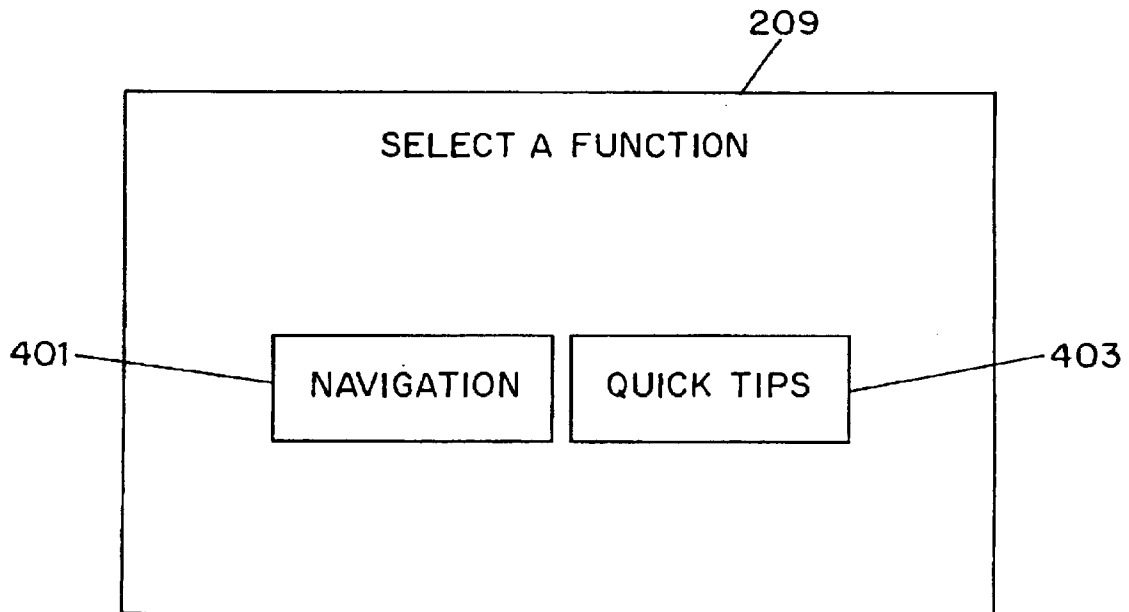 209
SELECT A FUNCTION
401
NAVIGATION
QUICK TIPS
403